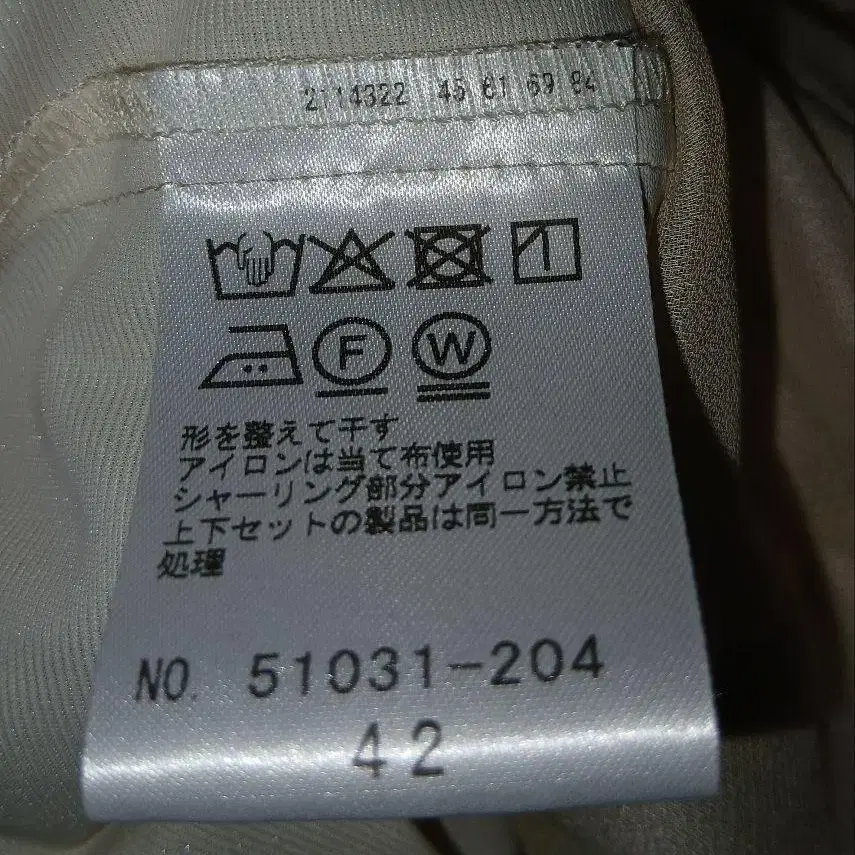 2114322 45 61 69 84
F W
形を整えて干す
アイロンは当て布使用
シャーリング部分アイロン禁止
上下セットの製品は同一方法で
処理
NO. 51031-204
42